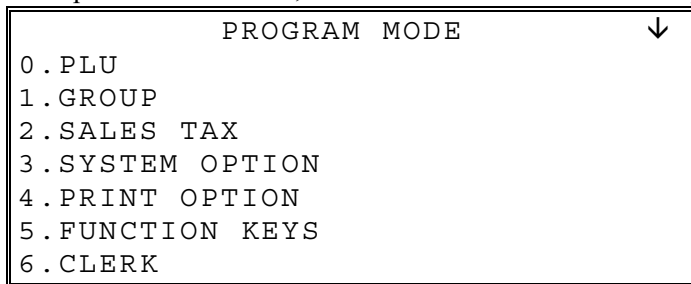 PROGRAM MODE ↓
0.PLU
1.GROUP
2.SALES TAX
3.SYSTEM OPTION
4.PRINT OPTION
5.FUNCTION KEYS
6.CLERK